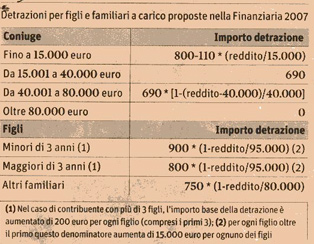 Detrazioni per figli e familiari a carico proposte nella Finanziaria 2007
Coniuge Importo detrazione
Fino a 15.000 euro 800-110 * (reddito/15.000)
Da 15.001 a 40.000 euro 690
Da 40.001 a 80.000 euro 690 * [1-(reddito-40.000)/40.000]
Oltre 80.000 euro 0
Figli Importo detrazione
Minori di 3 anni (1) 900 * (1-reddito/95.000) (2)
Maggiori di 3 anni (1) 800 * (1-reddito/95.000) (2)
Altri familiari 750 * (1-reddito/80.000)
(1) Nel caso di contribuente con più di 3 figli, l'importo base della detrazione è
aumentato di 200 euro per ogni figlio (compresi i primi 3); (2) per ogni figlio oltre
il primo questo denominatore aumenta di 15.000 euro per ognuno dei figli